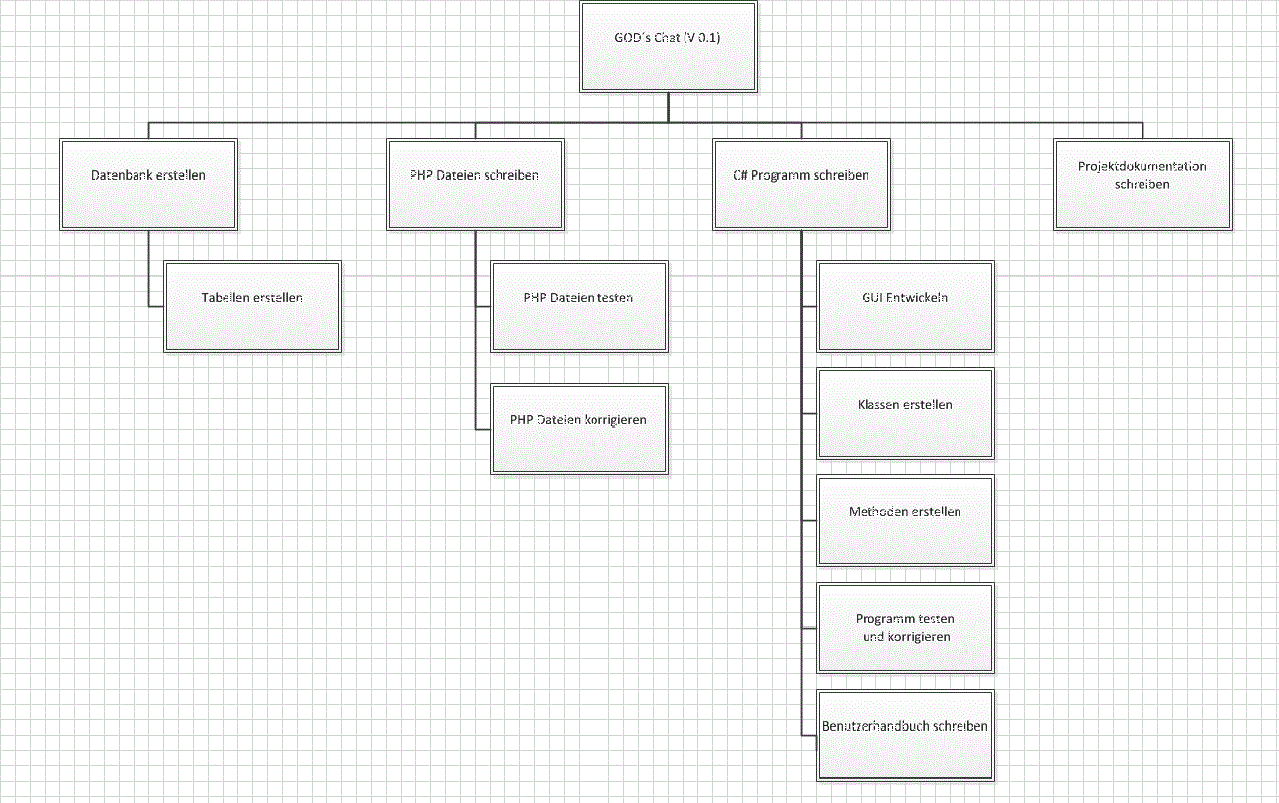 GOD´s Chat (V 0.1)
Datenbank erstellen
PHP Dateien schreiben
C# Programm schreiben
Projektdokumentation
schreiben
Tabellen erstellen
PHP Dateien testen
GUI Entwickeln
Klassen erstellen
PHP Dateien korrigieren
Methoden erstellen
Programm testen
und korrigieren
Benutzerhandbuch schreiben